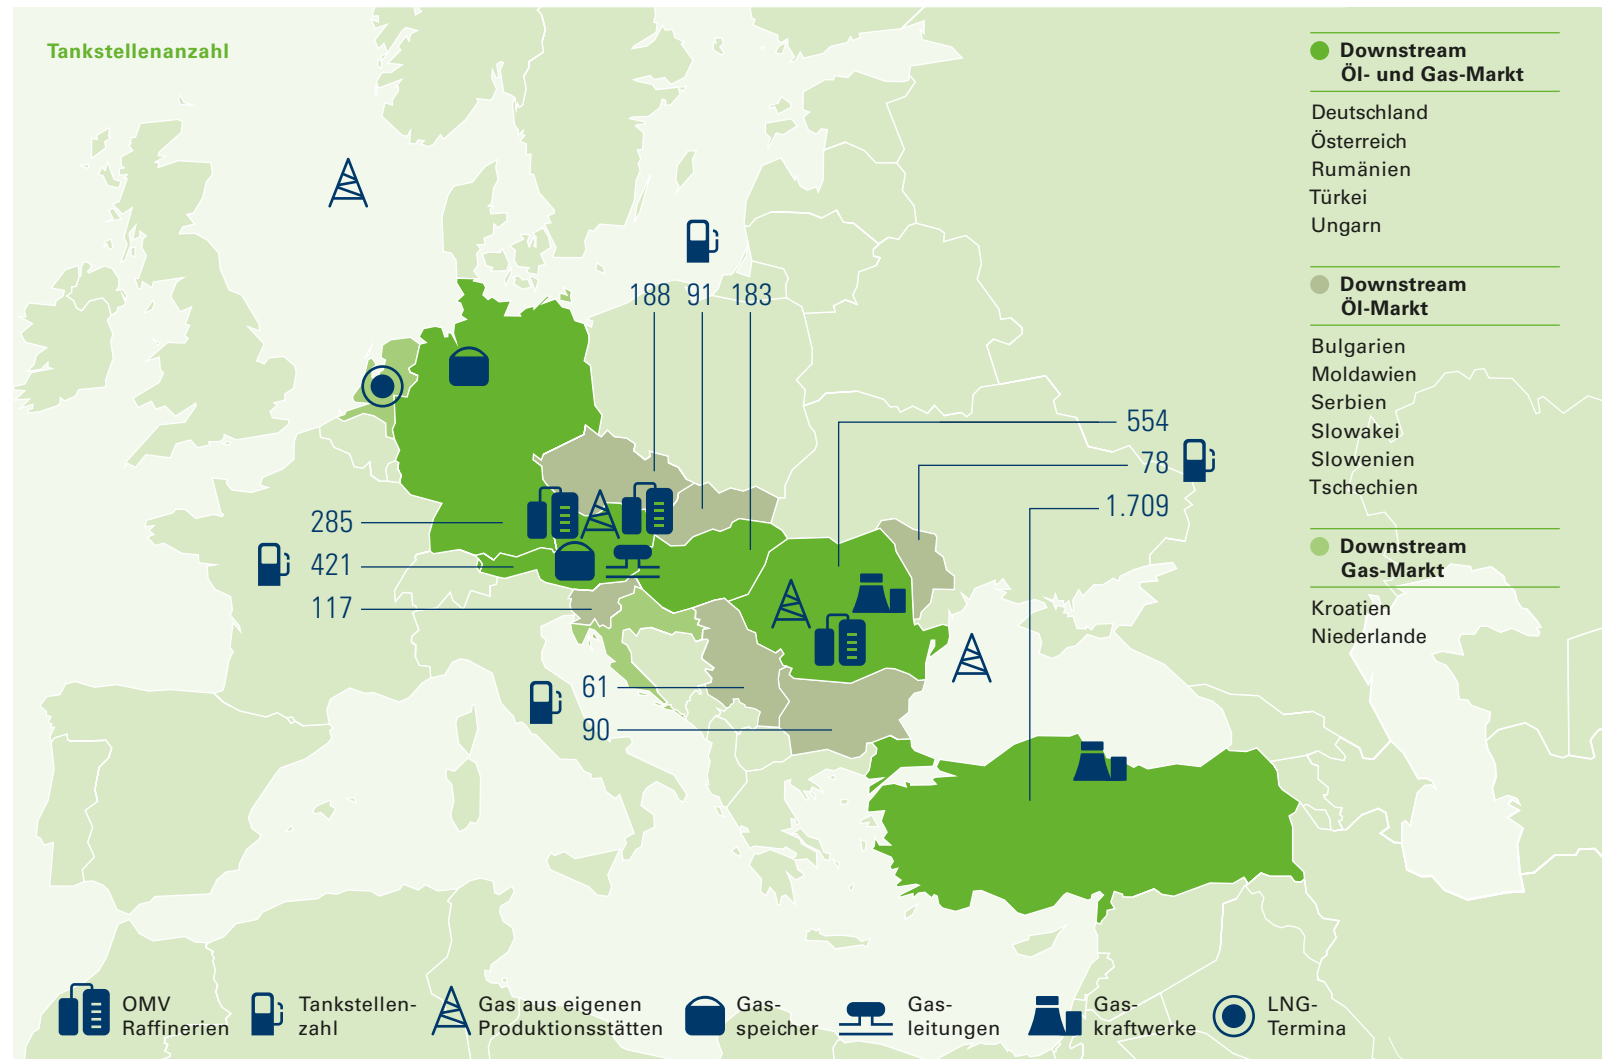 Tankstellenanzahl
188 91 183
554
78
1.709
285
421
117
61
90
Downstream
Öl- und Gas-Markt
Deutschland
Österreich
Rumänien
Türkei
Ungarn
Downstream
Öl-Markt
Bulgarien
Moldawien
Serbien
Slowakei
Slowenien
Tschechien
Downstream
Gas-Markt
Kroatien
Niederlande
OMV
Raffinerien
Tankstellen-
zahl
Gas aus eigenen
Produktionsstätten
Gas-
speicher
Gas-
leitungen
Gas-
kraftwerke
LNG-
Termina